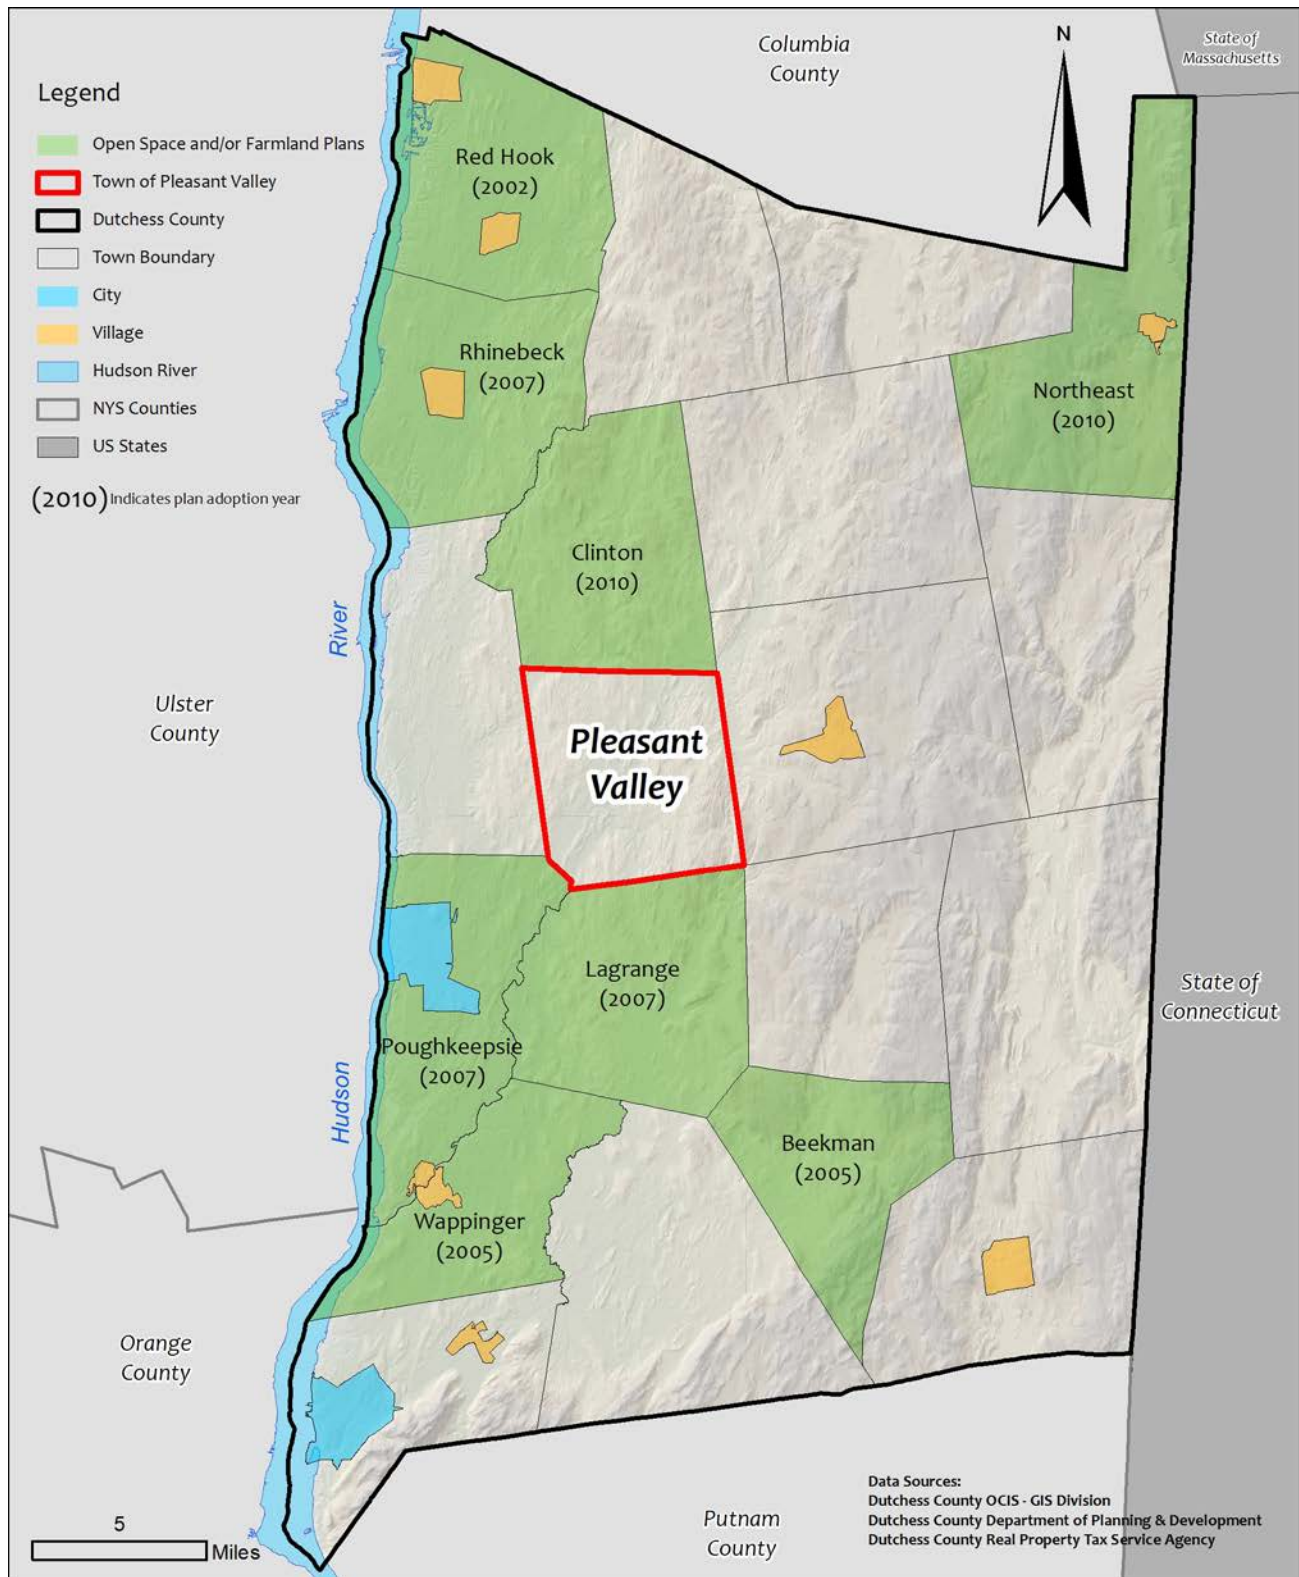 Columbia
County
N
State of
Massachusetts
Legend
Open Space and/or Farmland Plans
Town of Pleasant Valley
Dutchess County
Town Boundary
City
Village
Hudson River
NYS Counties
US States
(2010) Indicates plan adoption year
Red Hook
(2002)
Rhinebeck
(2007)
Northeast
(2010)
Clinton
(2010)
River
Ulster
County
Pleasant
Valley
Lagrange
(2007)
State of
Connecticut
Poughkeepsie
(2007)
Hudson
Beekman
(2005)
Wappinger
(2005)
Orange
County
Putnam
County
Data Sources:
Dutchess County OCIS - GIS Division
Dutchess County Department of Planning & Development
Dutchess County Real Property Tax Service Agency
5
Miles